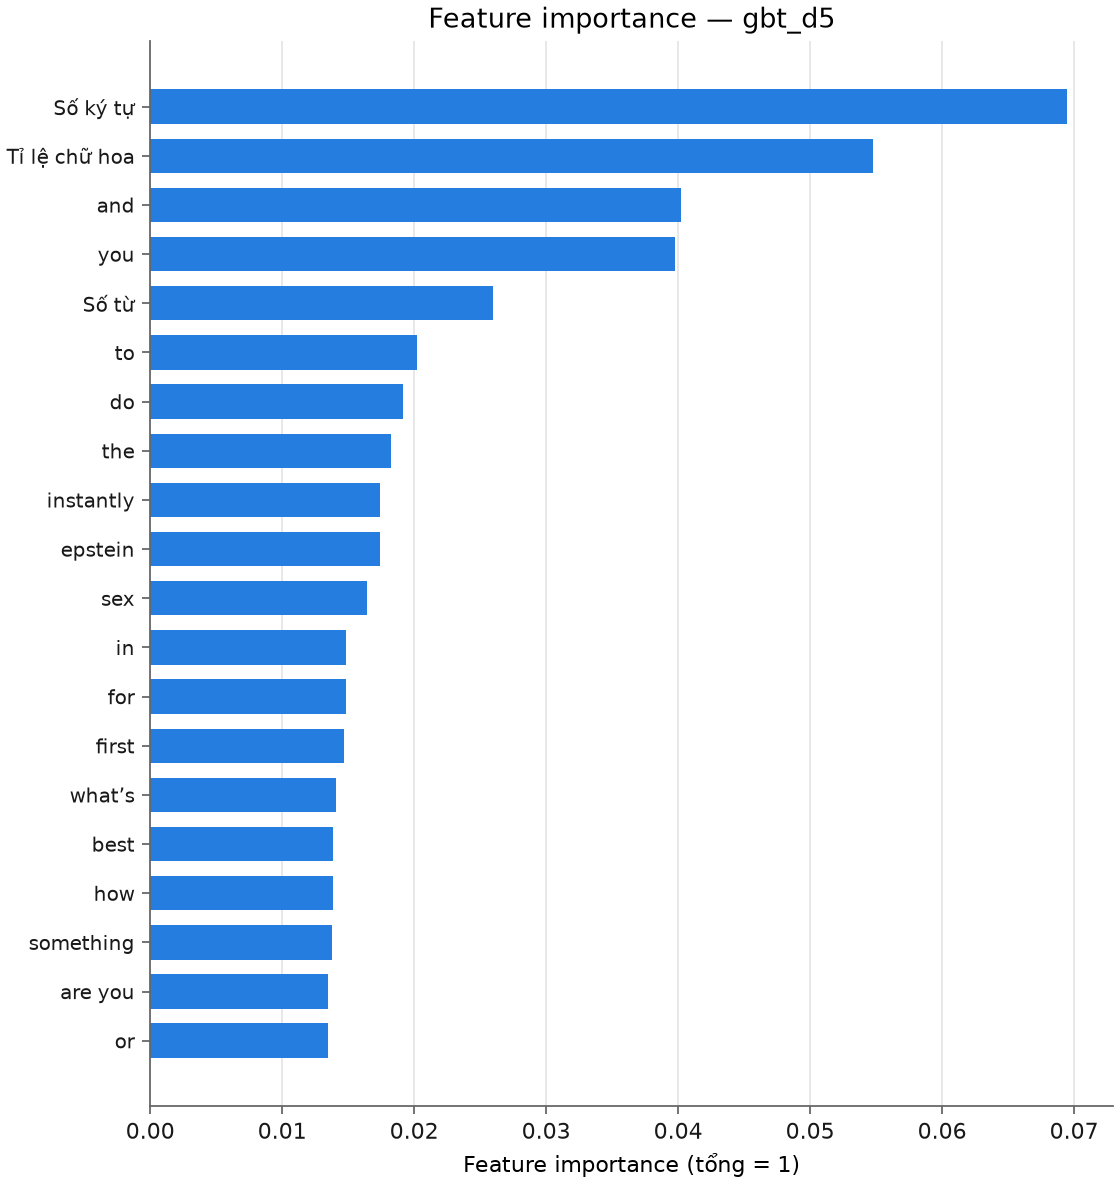 Feature importance — gbt_d5
Số ký tự
Tỉ lệ chữ hoa
and
you
Số từ
to
do
the
instantly
epstein
sex
in
for
first
what’s
best
how
something
are you
or
0.00 0.01 0.02 0.03 0.04 0.05 0.06 0.07
Feature importance (tổng = 1)